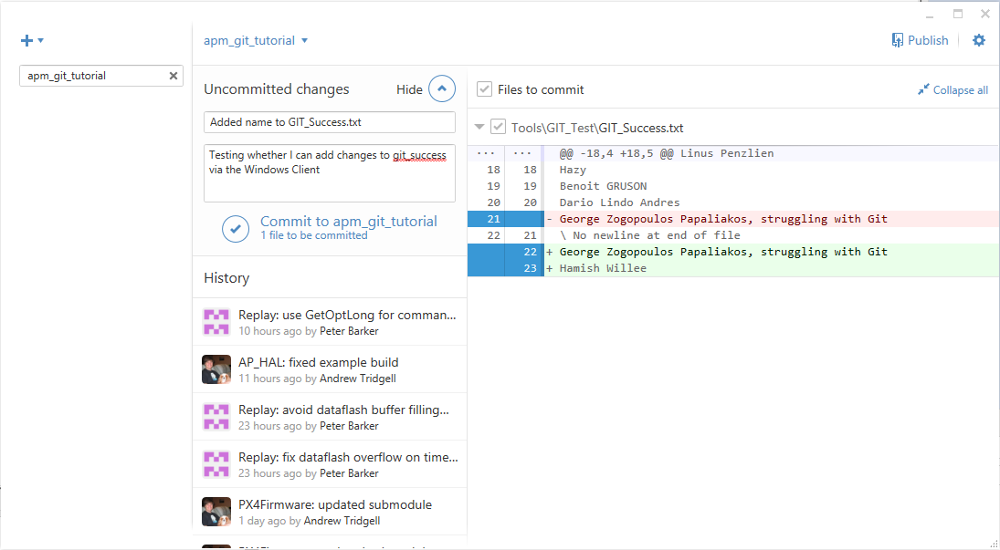 apm_git_tutorial
Publish
apm_git_tutorial
Uncommitted changes
Hide
Added name to GIT_Success.txt
Testing whether I can add changes to git_success
via the Windows Client
Commit to apm_git_tutorial
1 file to be committed
History
Replay: use GetOptLong for comman...
10 hours ago by Peter Barker
AP_HAL: fixed example build
11 hours ago by Andrew Tridgell
Replay: avoid dataflash buffer filling...
23 hours ago by Peter Barker
Replay: fix dataflash overflow on time...
23 hours ago by Peter Barker
PX4Firmware: updated submodule
1 day ago by Andrew Tridgell
Files to commit
Collapse all
Tools\GIT_Test\GIT_Success.txt
... ... @@ -18,4 +18,5 @@ Linus Penzlien
18 18 Hazy
19 19 Benoit GRUSON
20 20 Dario Lindo Andres
21 - George Zogopoulos Papaliakos, struggling with Git
22 21 \ No newline at end of file
22 + George Zogopoulos Papaliakos, struggling with Git
23 + Hamish Willee